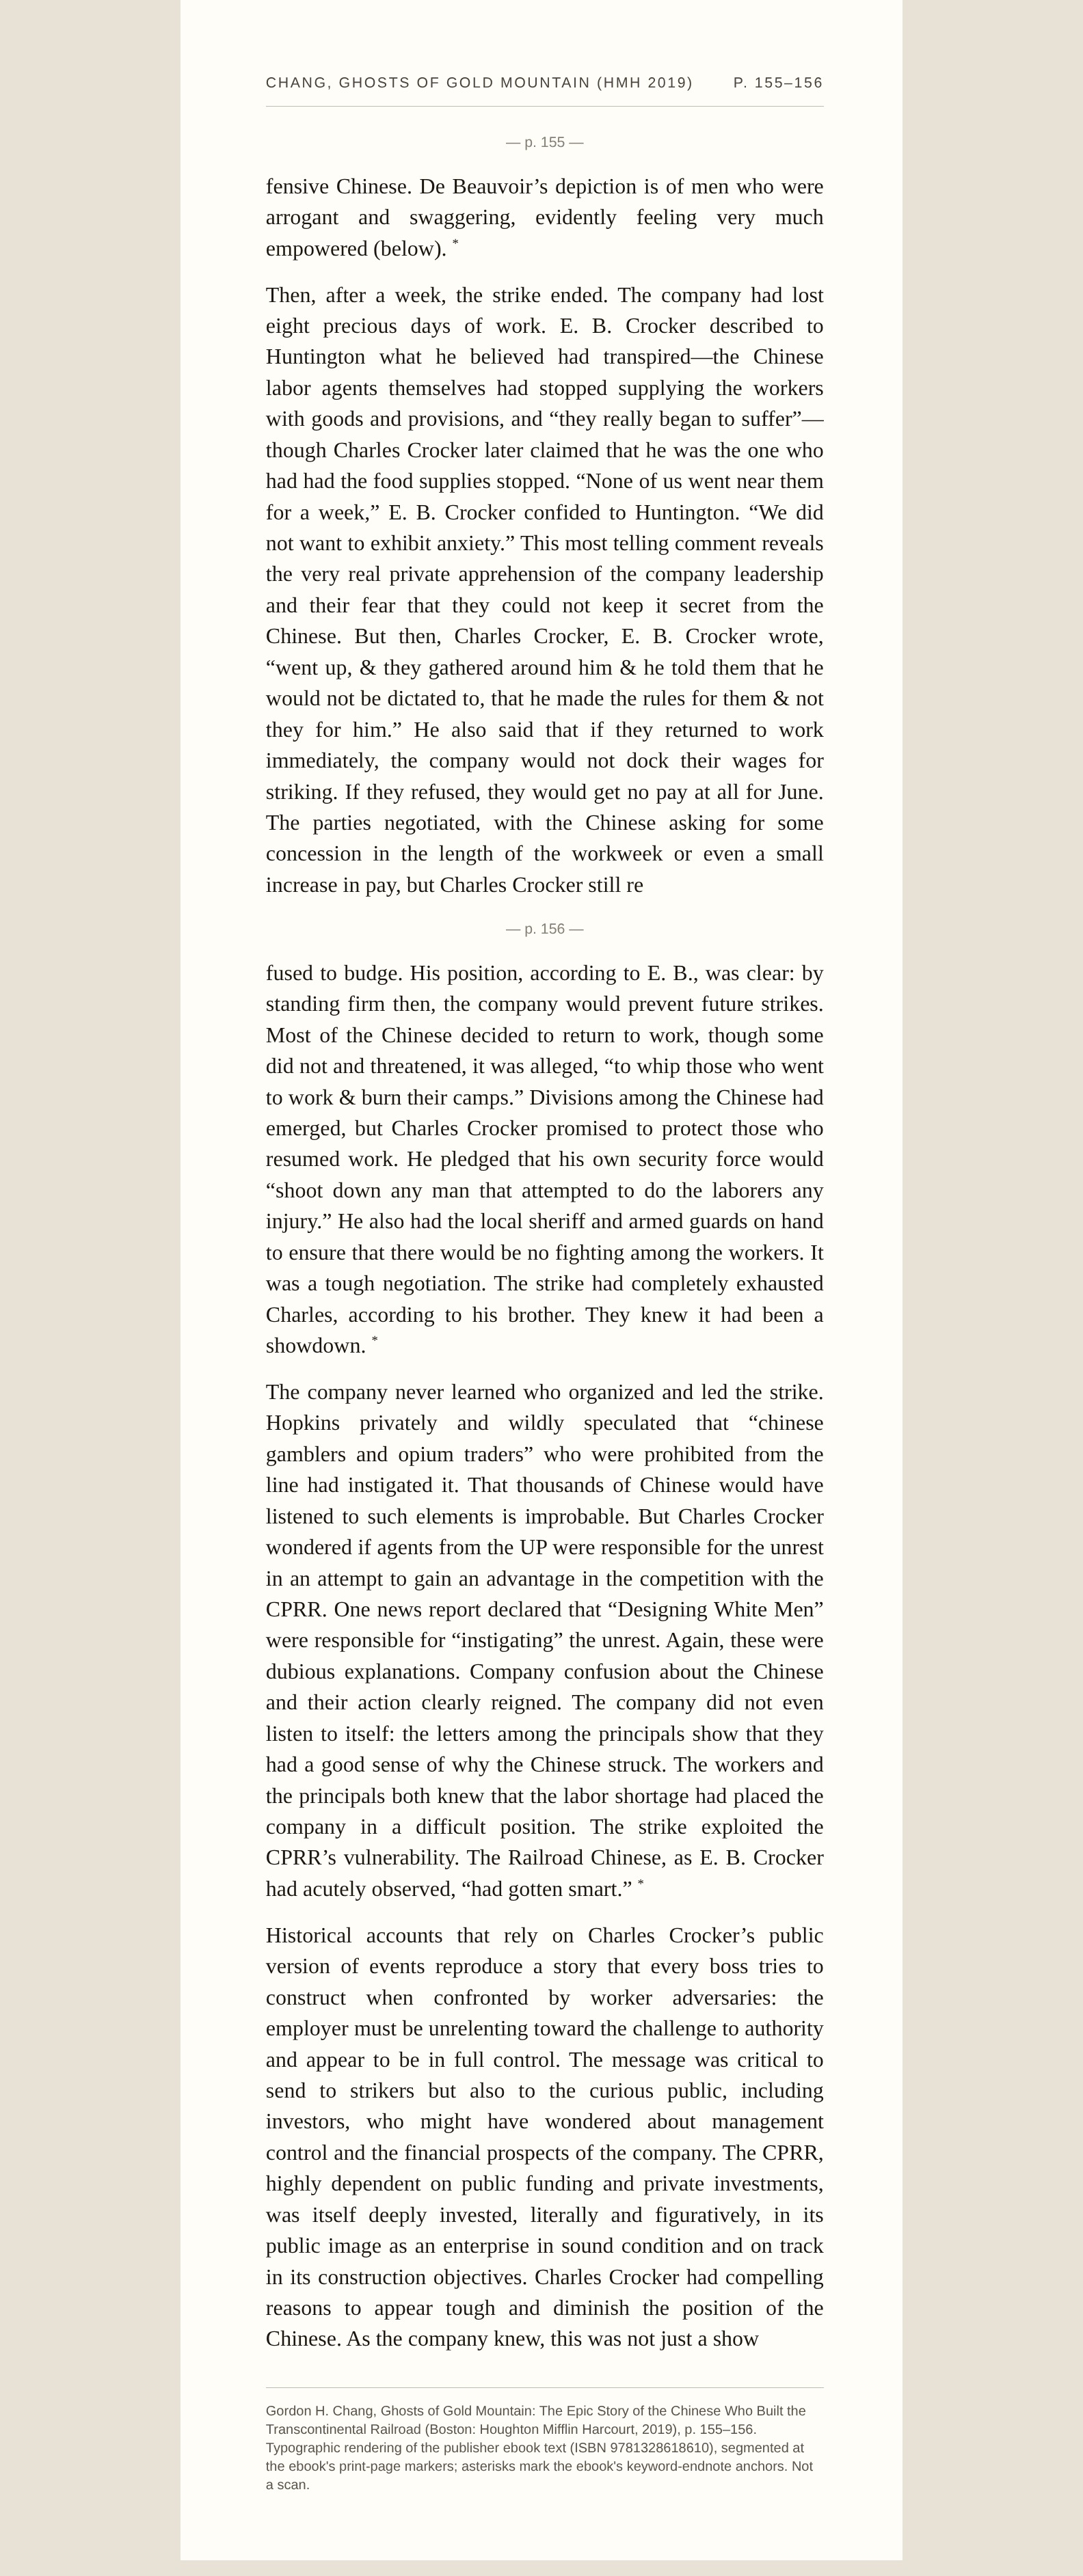 CHANG, GHOSTS OF GOLD MOUNTAIN (HMH 2019) P. 155–156
— p. 155 —
fensive Chinese. De Beauvoir’s depiction is of men who were
arrogant and swaggering, evidently feeling very much
empowered (below). *
Then, after a week, the strike ended. The company had lost
eight precious days of work. E. B. Crocker described to
Huntington what he believed had transpired—the Chinese
labor agents themselves had stopped supplying the workers
with goods and provisions, and “they really began to suffer”—
though Charles Crocker later claimed that he was the one who
had had the food supplies stopped. “None of us went near them
for a week,” E. B. Crocker confided to Huntington. “We did
not want to exhibit anxiety.” This most telling comment reveals
the very real private apprehension of the company leadership
and their fear that they could not keep it secret from the
Chinese. But then, Charles Crocker, E. B. Crocker wrote,
“went up, & they gathered around him & he told them that he
would not be dictated to, that he made the rules for them & not
they for him.” He also said that if they returned to work
immediately, the company would not dock their wages for
striking. If they refused, they would get no pay at all for June.
The parties negotiated, with the Chinese asking for some
concession in the length of the workweek or even a small
increase in pay, but Charles Crocker still re
— p. 156 —
fused to budge. His position, according to E. B., was clear: by
standing firm then, the company would prevent future strikes.
Most of the Chinese decided to return to work, though some
did not and threatened, it was alleged, “to whip those who went
to work & burn their camps.” Divisions among the Chinese had
emerged, but Charles Crocker promised to protect those who
resumed work. He pledged that his own security force would
“shoot down any man that attempted to do the laborers any
injury.” He also had the local sheriff and armed guards on hand
to ensure that there would be no fighting among the workers. It
was a tough negotiation. The strike had completely exhausted
Charles, according to his brother. They knew it had been a
showdown. *
The company never learned who organized and led the strike.
Hopkins privately and wildly speculated that “chinese
gamblers and opium traders” who were prohibited from the
line had instigated it. That thousands of Chinese would have
listened to such elements is improbable. But Charles Crocker
wondered if agents from the UP were responsible for the unrest
in an attempt to gain an advantage in the competition with the
CPRR. One news report declared that “Designing White Men”
were responsible for “instigating” the unrest. Again, these were
dubious explanations. Company confusion about the Chinese
and their action clearly reigned. The company did not even
listen to itself: the letters among the principals show that they
had a good sense of why the Chinese struck. The workers and
the principals both knew that the labor shortage had placed the
company in a difficult position. The strike exploited the
CPRR’s vulnerability. The Railroad Chinese, as E. B. Crocker
had acutely observed, “had gotten smart.” *
Historical accounts that rely on Charles Crocker’s public
version of events reproduce a story that every boss tries to
construct when confronted by worker adversaries: the
employer must be unrelenting toward the challenge to authority
and appear to be in full control. The message was critical to
send to strikers but also to the curious public, including
investors, who might have wondered about management
control and the financial prospects of the company. The CPRR,
highly dependent on public funding and private investments,
was itself deeply invested, literally and figuratively, in its
public image as an enterprise in sound condition and on track
in its construction objectives. Charles Crocker had compelling
reasons to appear tough and diminish the position of the
Chinese. As the company knew, this was not just a show
Gordon H. Chang, Ghosts of Gold Mountain: The Epic Story of the Chinese Who Built the
Transcontinental Railroad (Boston: Houghton Mifflin Harcourt, 2019), p. 155–156.
Typographic rendering of the publisher ebook text (ISBN 9781328618610), segmented at
the ebook's print-page markers; asterisks mark the ebook's keyword-endnote anchors. Not
a scan.